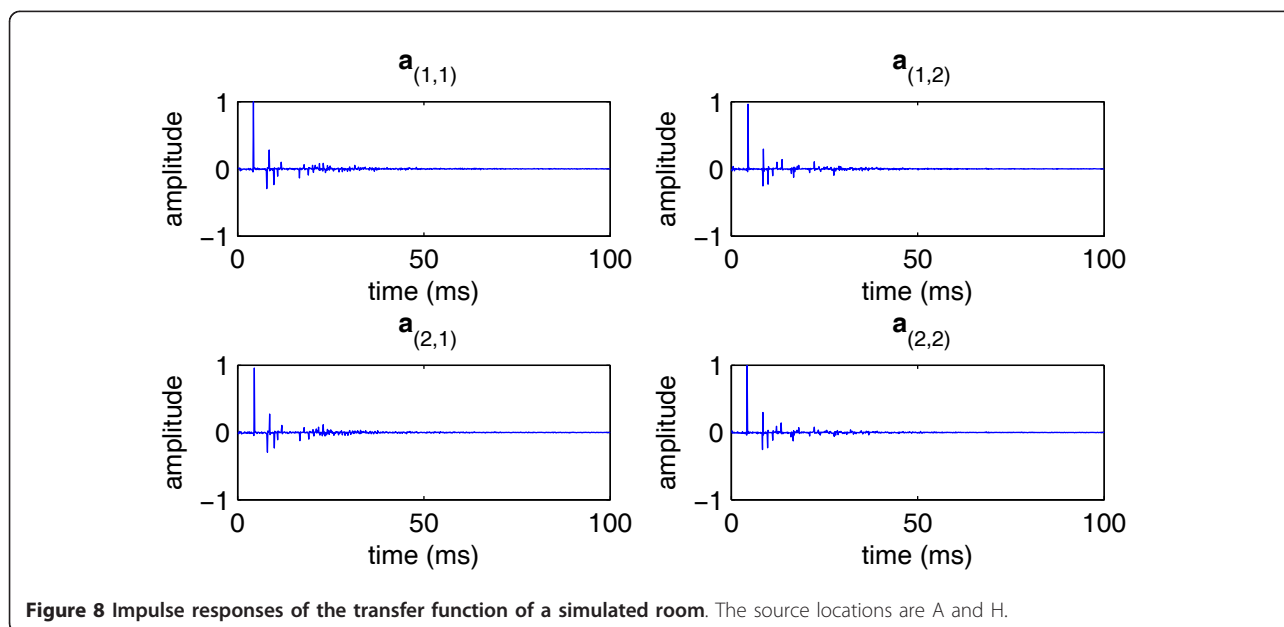 a(1,1)
a(1,2)
1
0
−1
amplitude
0
50
100
time (ms)
1
0
−1
amplitude
0
50
100
time (ms)
a(2,1)
a(2,2)
1
0
−1
amplitude
0
50
100
time (ms)
1
0
−1
amplitude
0
50
100
time (ms)
Figure 8 Impulse responses of the transfer function of a simulated room. The source locations are A and H.